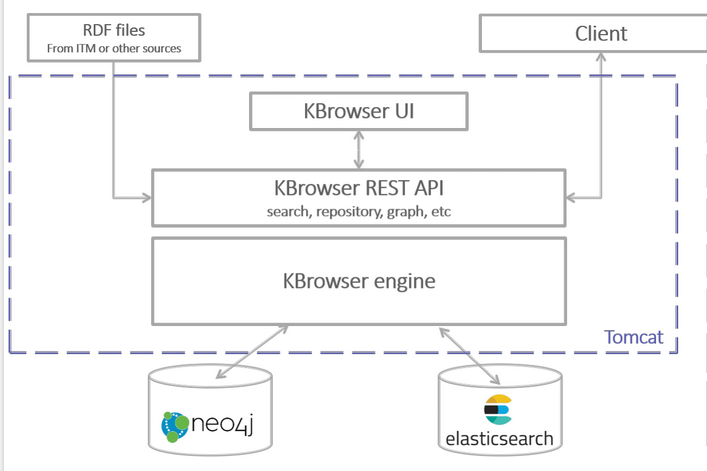 RDF files
From ITM or other sources
Client
KBrowser UI
KBrowser REST API
search, repository, graph, etc
KBrowser engine
Tomcat
neo4j
elasticsearch